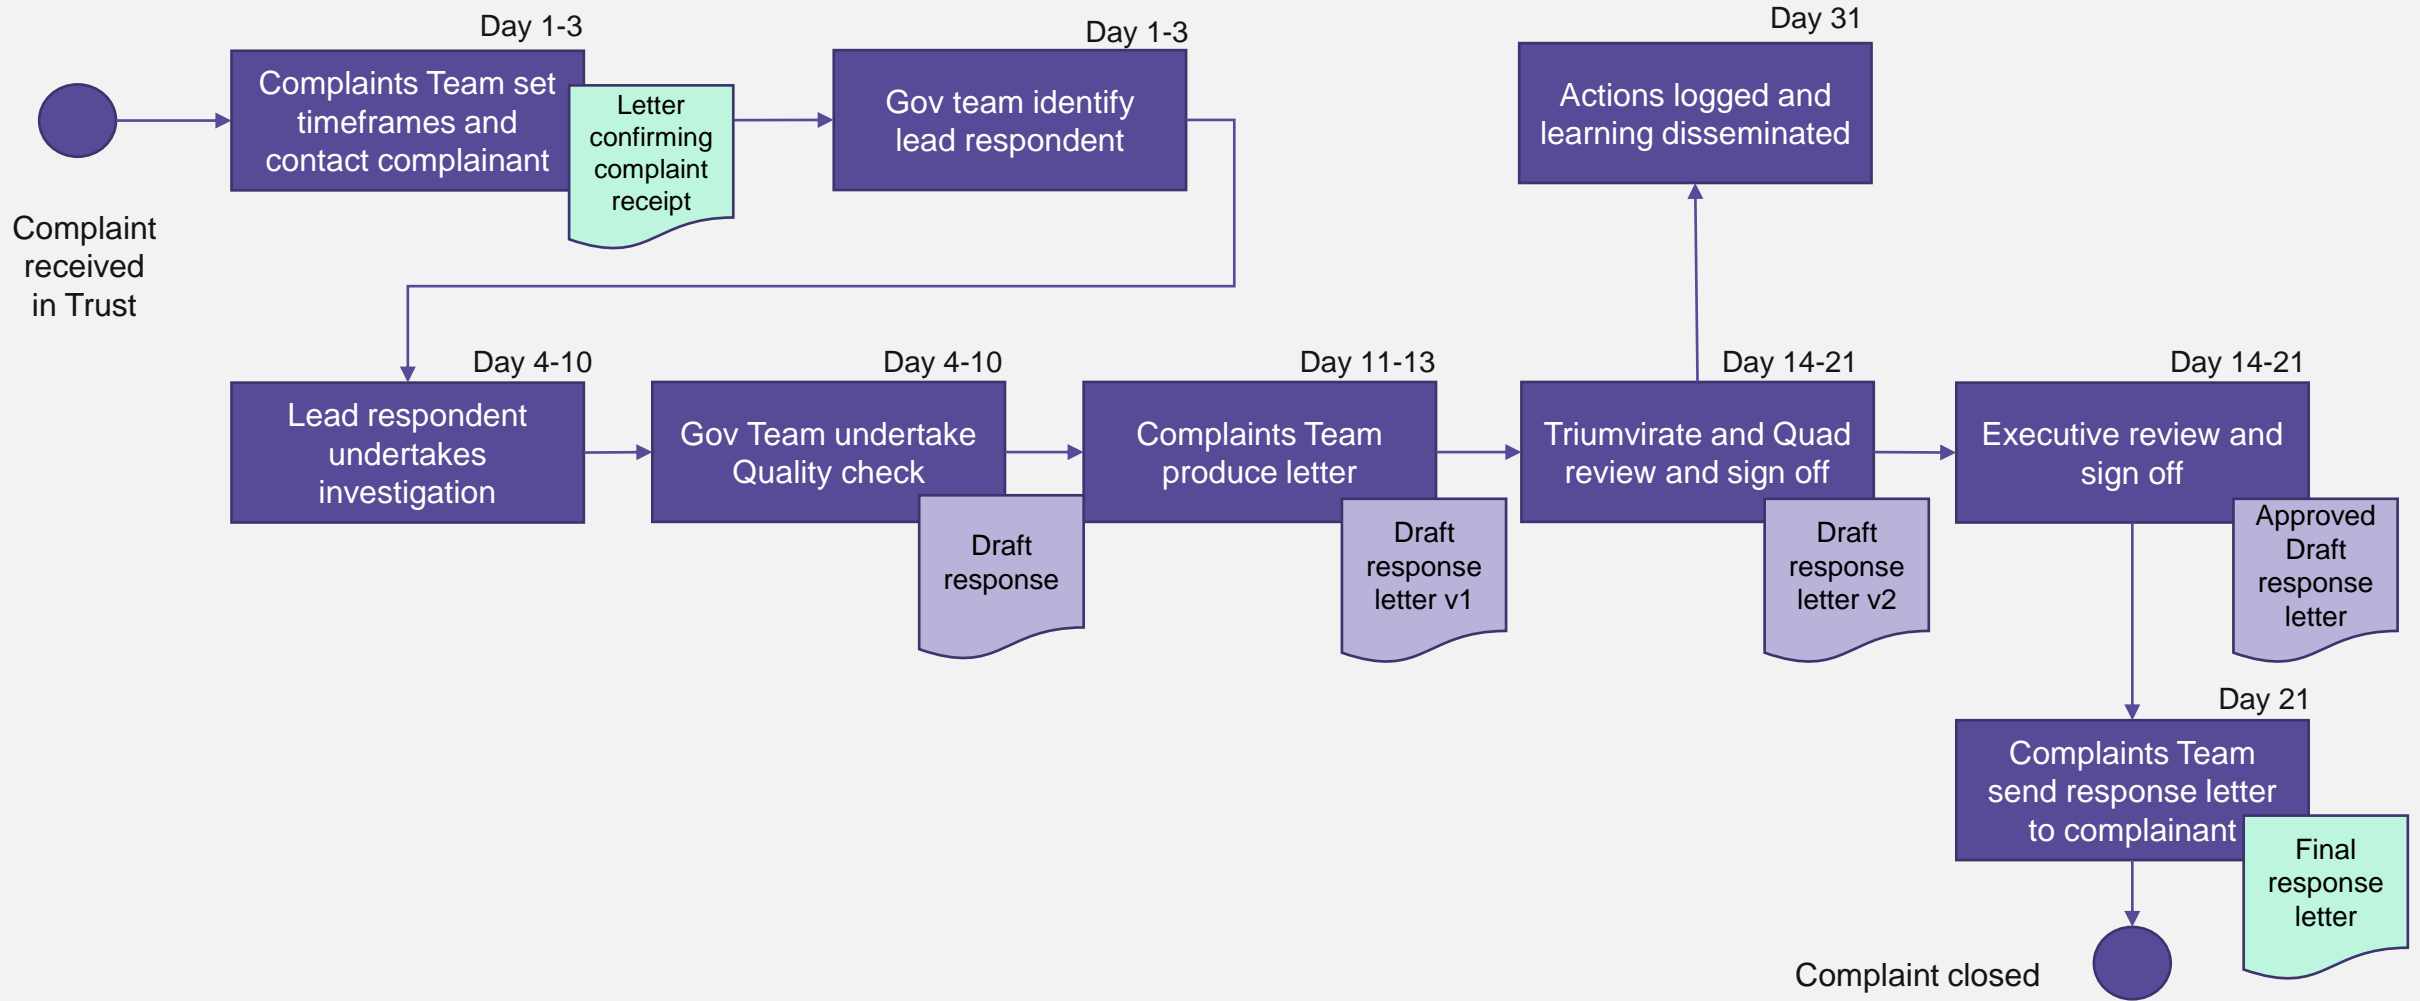 Day 1-3
Complaints Team set
timeframes and
contact complainant
Letter
confirming
complaint
receipt
Day 1-3
Gov team identify
lead respondent
Day 31
Actions logged and
learning disseminated
Complaint
received
in Trust
Day 4-10
Lead respondent
undertakes
investigation
Day 4-10
Gov Team undertake
Quality check
Draft
response
Day 11-13
Complaints Team
produce letter
Draft
response
letter v1
Day 14-21
Triumvirate and Quad
review and sign off
Draft
response
letter v2
Day 14-21
Executive review and
sign off
Approved
Draft
response
letter
Day 21
Complaints Team
send response letter
to complainant
Final
response
letter
Complaint closed